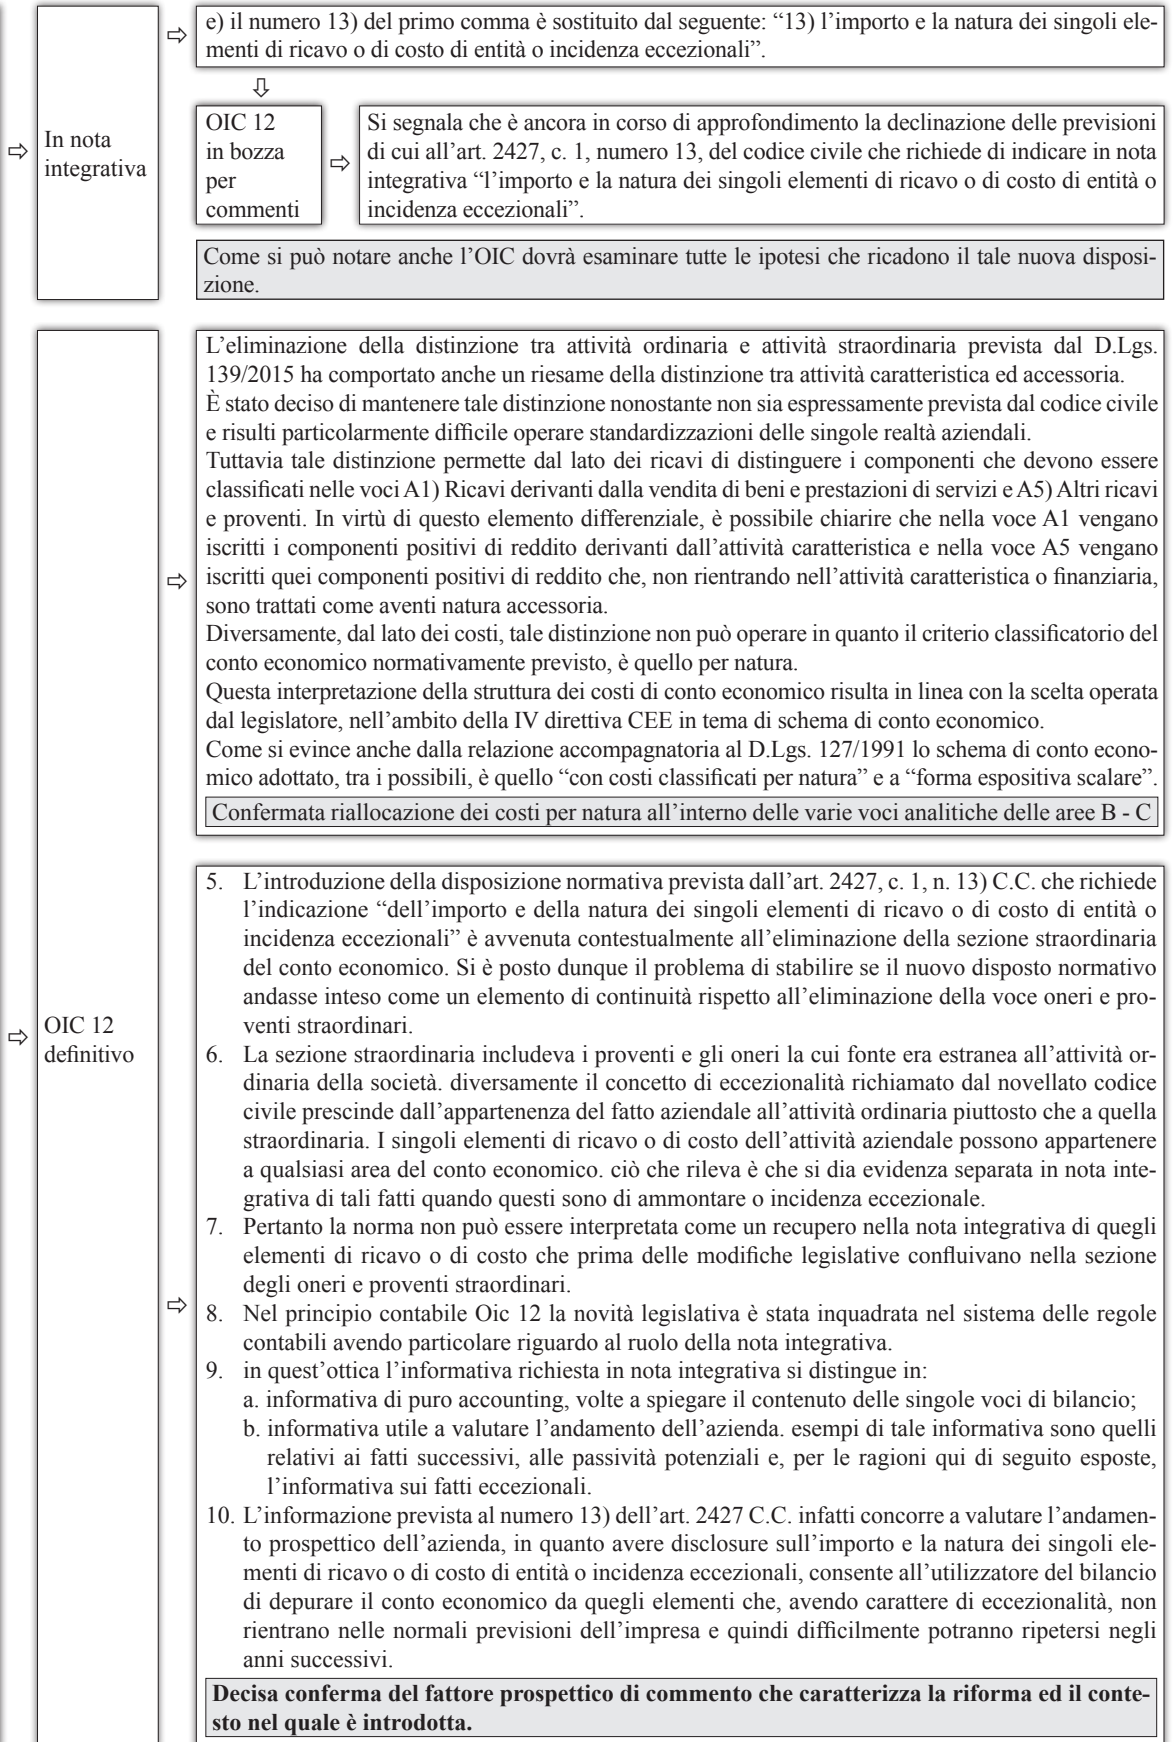 e) il numero 13) del primo comma è sostituito dal seguente: “13) l’importo e la natura dei singoli ele-
menti di ricavo o di costo di entità o incidenza eccezionali”.
In nota
integrativa
OIC 12
in bozza
per
commenti
Si segnala che è ancora in corso di approfondimento la declinazione delle previsioni
di cui all’art. 2427, c. 1, numero 13, del codice civile che richiede di indicare in nota
integrativa “l’importo e la natura dei singoli elementi di ricavo o di costo di entità o
incidenza eccezionali”.
Come si può notare anche l’OIC dovrà esaminare tutte le ipotesi che ricadono il tale nuova disposi-
zione.
OIC 12
definitivo
L’eliminazione della distinzione tra attività ordinaria e attività straordinaria prevista dal D.Lgs.
139/2015 ha comportato anche un riesame della distinzione tra attività caratteristica ed accessoria.
È stato deciso di mantenere tale distinzione nonostante non sia espressamente prevista dal codice civile
e risulti particolarmente difficile operare standardizzazioni delle singole realtà aziendali.
Tuttavia tale distinzione permette dal lato dei ricavi di distinguere i componenti che devono essere
classificati nelle voci A1) Ricavi derivanti dalla vendita di beni e prestazioni di servizi e A5) Altri ricavi
e proventi. In virtù di questo elemento differenziale, è possibile chiarire che nella voce A1 vengano
iscritti i componenti positivi di reddito derivanti dall’attività caratteristica e nella voce A5 vengano
iscritti quei componenti positivi di reddito che, non rientrando nell’attività caratteristica o finanziaria,
sono trattati come aventi natura accessoria.
Diversamente, dal lato dei costi, tale distinzione non può operare in quanto il criterio classificatorio del
conto economico normativamente previsto, è quello per natura.
Questa interpretazione della struttura dei costi di conto economico risulta in linea con la scelta operata
dal legislatore, nell’ambito della IV direttiva CEE in tema di schema di conto economico.
Come si evince anche dalla relazione accompagnatoria al D.Lgs. 127/1991 lo schema di conto econo-
mico adottato, tra i possibili, è quello “con costi classificati per natura” e a “forma espositiva scalare”.
Confermata riallocazione dei costi per natura all’interno delle varie voci analitiche delle aree B - C
5. L’introduzione della disposizione normativa prevista dall’art. 2427, c. 1, n. 13) C.C. che richiede
l’indicazione “dell’importo e della natura dei singoli elementi di ricavo o di costo di entità o
incidenza eccezionali” è avvenuta contestualmente all’eliminazione della sezione straordinaria
del conto economico. Si è posto dunque il problema di stabilire se il nuovo disposto normativo
andasse inteso come un elemento di continuità rispetto all’eliminazione della voce oneri e pro-
venti straordinari.
6. La sezione straordinaria includeva i proventi e gli oneri la cui fonte era estranea all’attività or-
dinaria della società. diversamente il concetto di eccezionalità richiamato dal novellato codice
civile prescinde dall’appartenenza del fatto aziendale all’attività ordinaria piuttosto che a quella
straordinaria. I singoli elementi di ricavo o di costo dell’attività aziendale possono appartenere
a qualsiasi area del conto economico. ciò che rileva è che si dia evidenza separata in nota inte-
grativa di tali fatti quando questi sono di ammontare o incidenza eccezionale.
7. Pertanto la norma non può essere interpretata come un recupero nella nota integrativa di quegli
elementi di ricavo o di costo che prima delle modifiche legislative confluivano nella sezione
degli oneri e proventi straordinari.
8. Nel principio contabile Oic 12 la novità legislativa è stata inquadrata nel sistema delle regole
contabili avendo particolare riguardo al ruolo della nota integrativa.
9. in quest’ottica l’informativa richiesta in nota integrativa si distingue in:
a. informativa di puro accounting, volte a spiegare il contenuto delle singole voci di bilancio;
b. informativa utile a valutare l’andamento dell’azienda. esempi di tale informativa sono quelli
relativi ai fatti successivi, alle passività potenziali e, per le ragioni qui di seguito esposte,
l’informativa sui fatti eccezionali.
10. L’informazione prevista al numero 13) dell’art. 2427 C.C. infatti concorre a valutare l’andamen-
to prospettico dell’azienda, in quanto avere disclosure sull’importo e la natura dei singoli ele-
menti di ricavo o di costo di entità o incidenza eccezionali, consente all’utilizzatore del bilancio
di depurare il conto economico da quegli elementi che, avendo carattere di eccezionalità, non
rientrano nelle normali previsioni dell’impresa e quindi difficilmente potranno ripetersi negli
anni successivi.
Decisa conferma del fattore prospettico di commento che caratterizza la riforma ed il conte-
sto nel quale è introdotta.